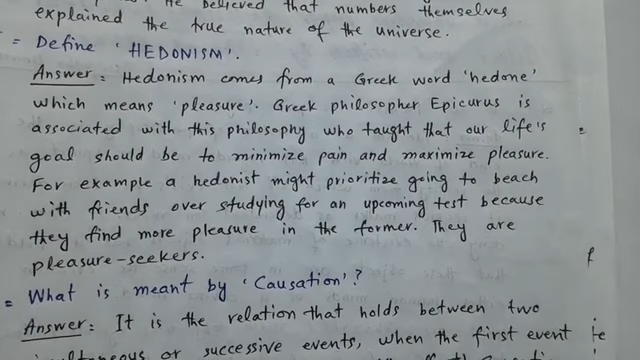 He believed that numbers themselves
explained the true nature of the universe.
= Define 'HEDONISM'.
Answer: Hedonism comes from a Greek word 'hedone'
which means 'pleasure'. Greek philosopher Epicurus is
associated with this philosophy who taught that our life's
goal should be to minimize pain and maximize pleasure.
For example a hedonist might prioritize going to beach
with friends over studying for an upcoming test because
they find more pleasure in the former. They are
pleasure-seekers.
= What is meant by 'Causation'?
Answer: It is the relation that holds between two
or successive events, when the first event ie